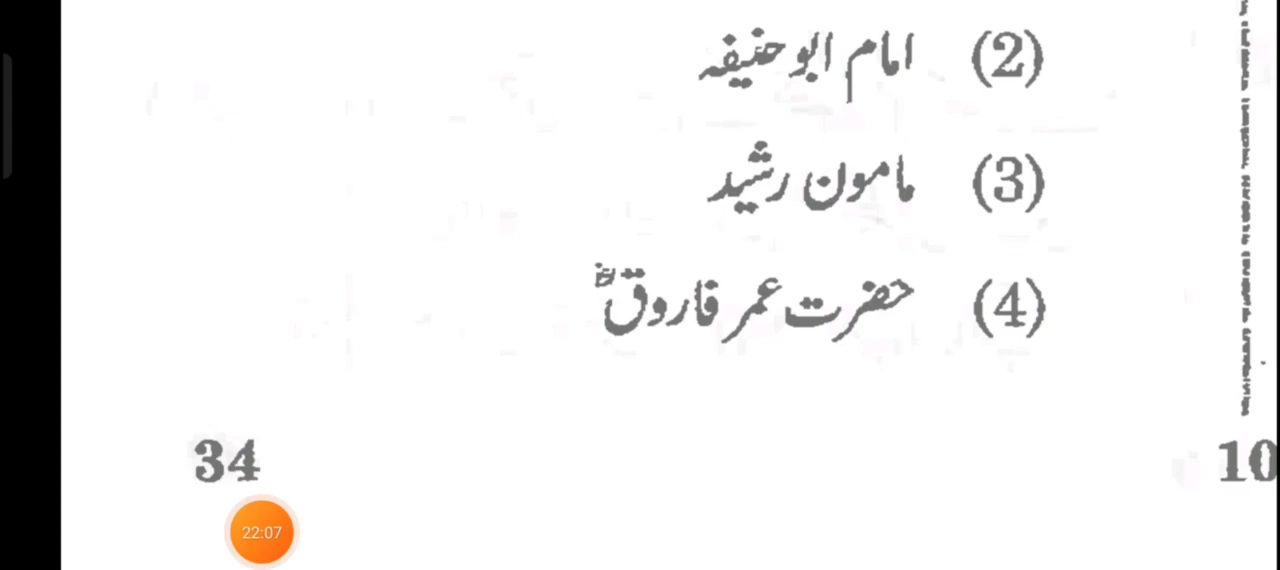 (2) امام ابو حنیفہ
(3) مامون رشید
(4) حضرت عمر فاروقؓ
34
10
22:07